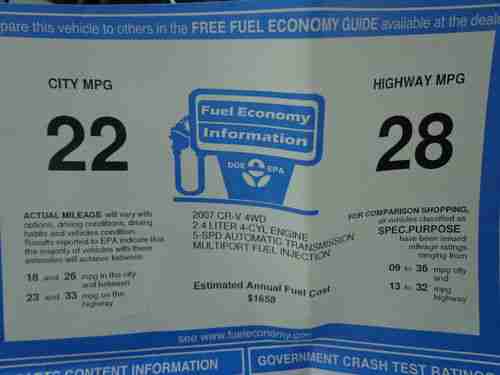 pare this vehicle to others in the FREE FUEL ECONOMY GUIDE available at the deal
CITY MPG
22
Fuel Economy
Information
DOE EPA
HIGHWAY MPG
28
ACTUAL MILEAGE will vary with
options, driving conditions, driving
habits and vehicles condition.
Results reported to EPA indicate that
the majority of vehicles with these
estimates will achieve between
18 and 26 mpg in the city
and between
23 and 33 mpg on the
highway
2007 CR-V 4WD
2.4 LITER 4-CYL ENGINE
5-SPD AUTOMATIC TRANSMISSION
MULTIPORT FUEL INJECTION
Estimated Annual Fuel Cost
$1658
FOR COMPARISON SHOPPING,
all vehicles classified as
SPEC.PURPOSE
have been issued
mileage ratings
ranging from
09 to 36 mpg city
and
13 to 32 mpg
highway
see www.fueleconomy.gov
PARTS CONTENT INFORMATION
GOVERNMENT CRASH TEST RATINGS